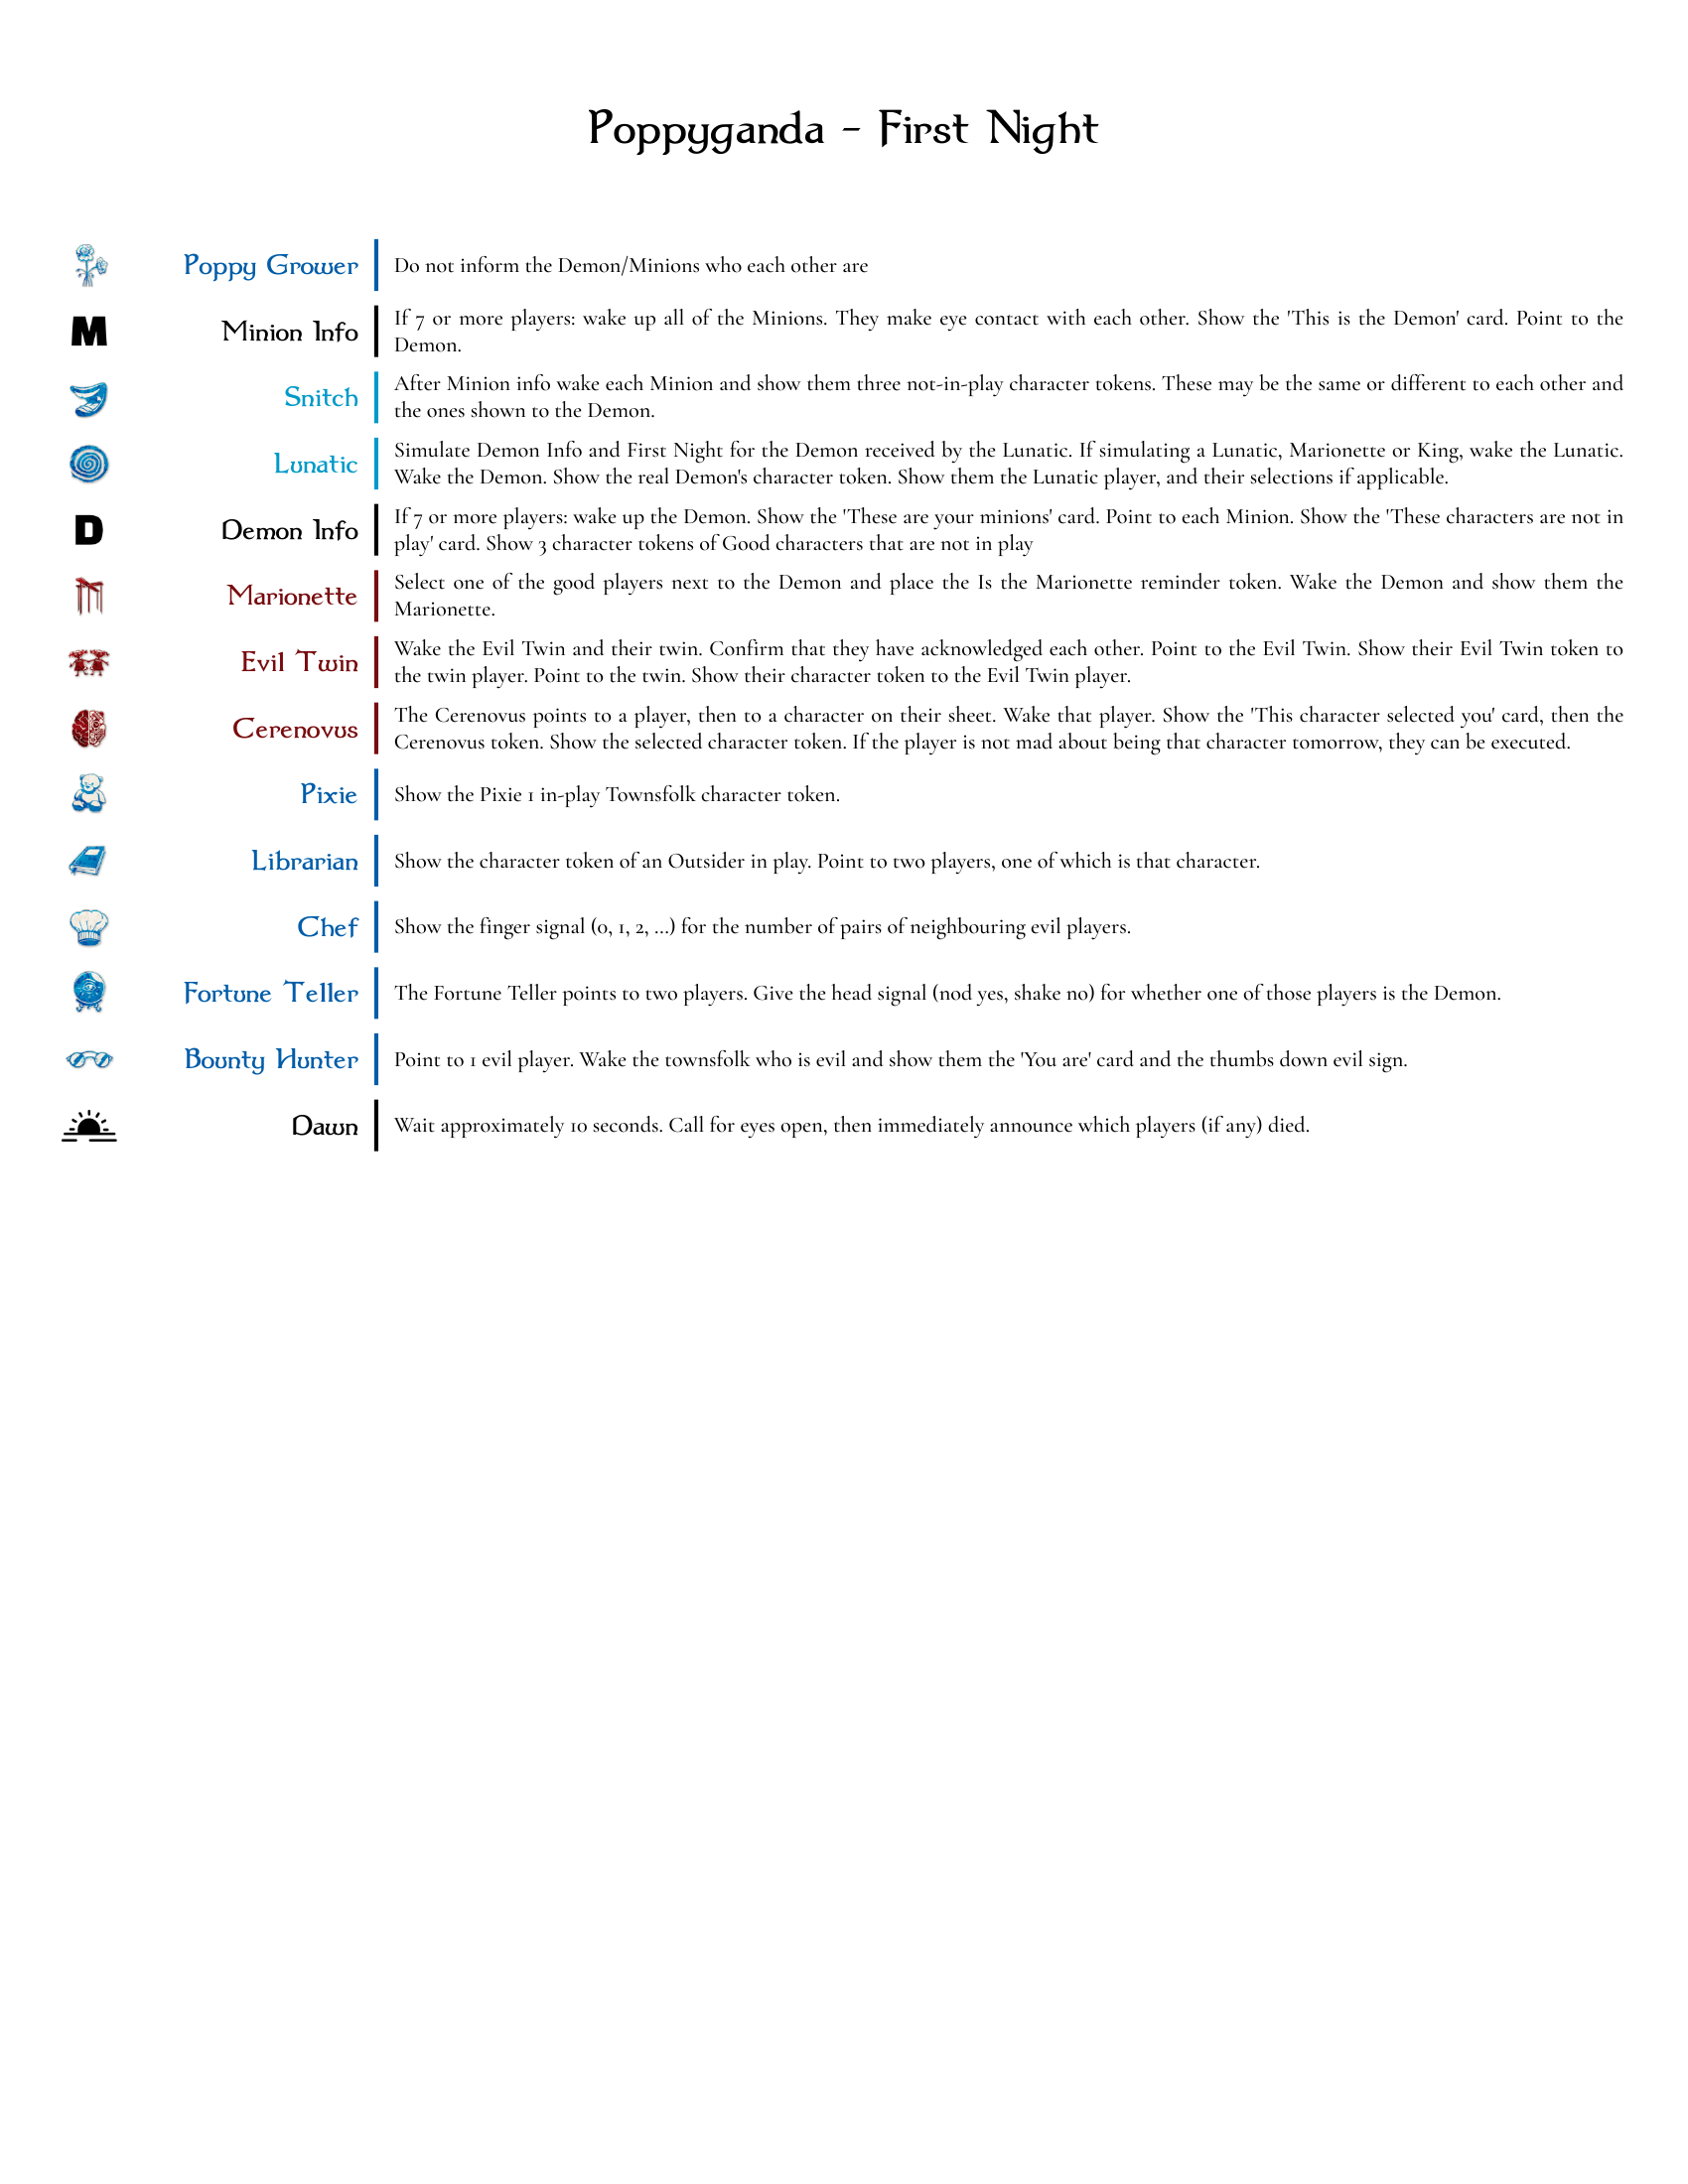 Poppyganda - First Night
Poppy Grower
Do not inform the Demon/Minions who each other are
M
Minion Info
If 7 or more players: wake up all of the Minions. They make eye contact with each other. Show the 'This is the Demon' card. Point to the
Demon.
Snitch
After Minion info wake each Minion and show them three not-in-play character tokens. These may be the same or different to each other and
the ones shown to the Demon.
Lunatic
Simulate Demon Info and First Night for the Demon received by the Lunatic. If simulating a Lunatic, Marionette or King, wake the Lunatic.
Wake the Demon. Show the real Demon's character token. Show them the Lunatic player, and their selections if applicable.
D
Demon Info
If 7 or more players: wake up the Demon. Show the 'These are your minions' card. Point to each Minion. Show the 'These characters are not in
play' card. Show 3 character tokens of Good characters that are not in play
Marionette
Select one of the good players next to the Demon and place the Is the Marionette reminder token. Wake the Demon and show them the
Marionette.
Evil Twin
Wake the Evil Twin and their twin. Confirm that they have acknowledged each other. Point to the Evil Twin. Show their Evil Twin token to
the twin player. Point to the twin. Show their character token to the Evil Twin player.
Cerenovus
The Cerenovus points to a player, then to a character on their sheet. Wake that player. Show the 'This character selected you' card, then the
Cerenovus token. Show the selected character token. If the player is not mad about being that character tomorrow, they can be executed.
Pixie
Show the Pixie 1 in-play Townsfolk character token.
Librarian
Show the character token of an Outsider in play. Point to two players, one of which is that character.
Chef
Show the finger signal (0, 1, 2, ...) for the number of pairs of neighbouring evil players.
Fortune Teller
The Fortune Teller points to two players. Give the head signal (nod yes, shake no) for whether one of those players is the Demon.
Bounty Hunter
Point to 1 evil player. Wake the townsfolk who is evil and show them the 'You are' card and the thumbs down evil sign.
Dawn
Wait approximately 10 seconds. Call for eyes open, then immediately announce which players (if any) died.